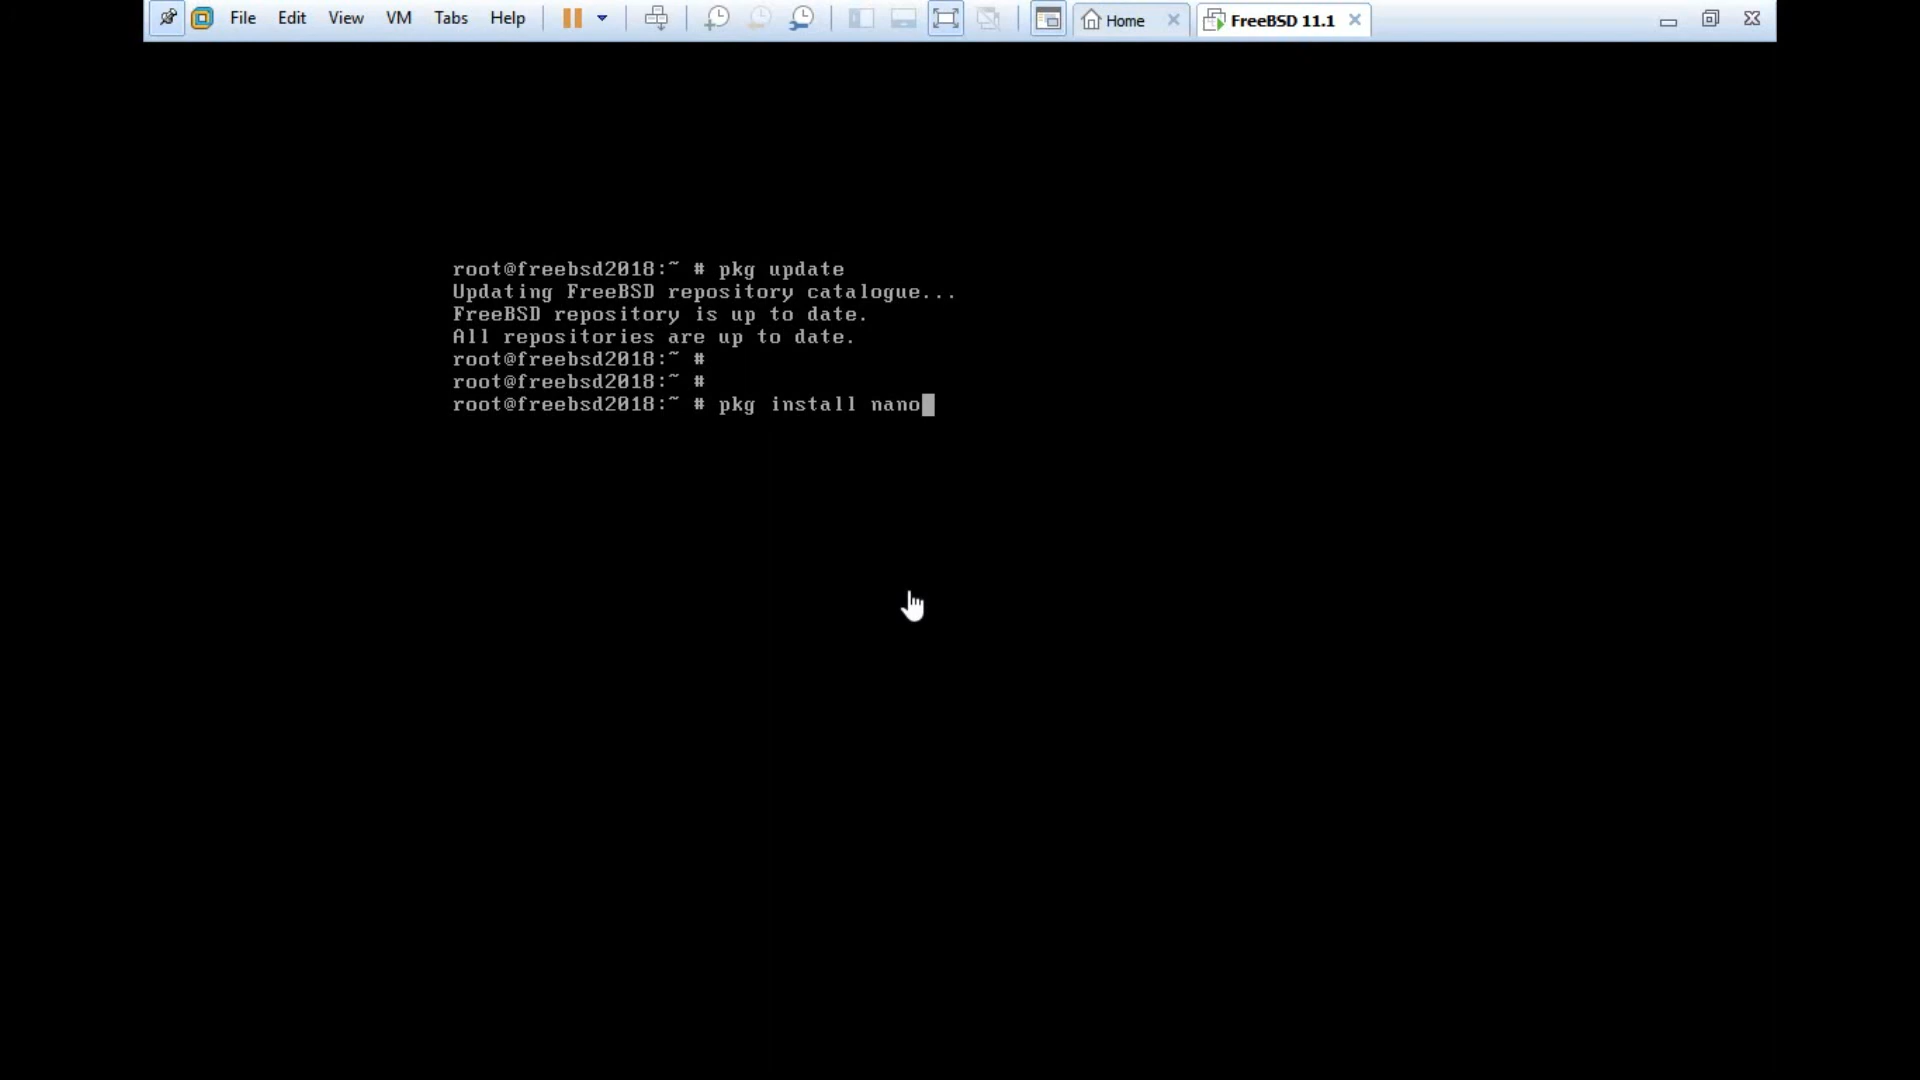 File Edit View VM Tabs Help Home FreeBSD 11.1
root@freebsd2018:~ # pkg update
Updating FreeBSD repository catalogue...
FreeBSD repository is up to date.
All repositories are up to date.
root@freebsd2018:~ #
root@freebsd2018:~ #
root@freebsd2018:~ # pkg install nano